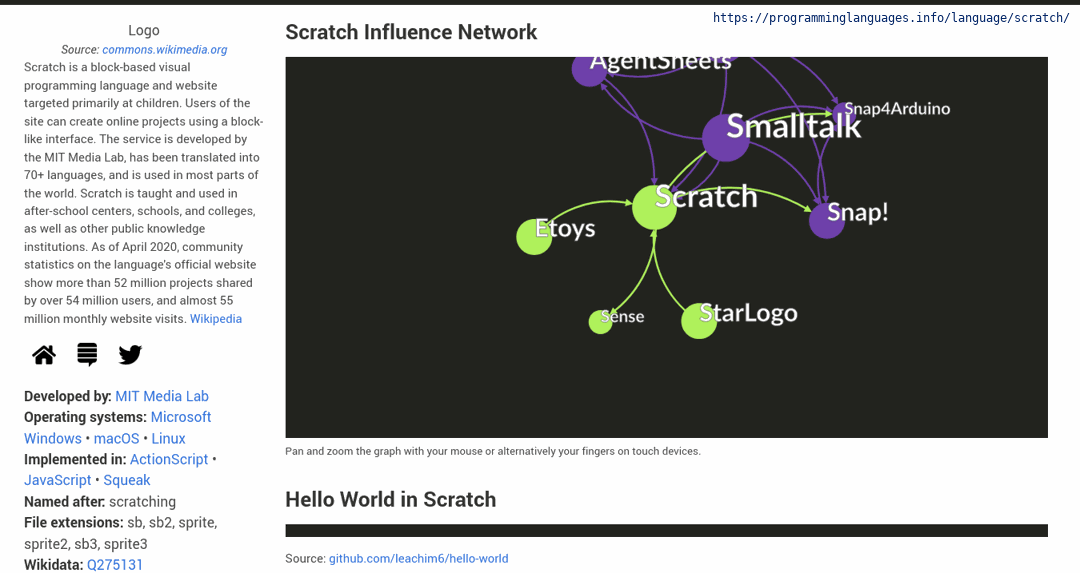 https://programminglanguages.info/language/scratch/
Logo
Source: commons.wikimedia.org
Scratch is a block-based visual
programming language and website
targeted primarily at children. Users of the
site can create online projects using a block-
like interface. The service is developed by
the MIT Media Lab, has been translated into
70+ languages, and is used in most parts of
the world. Scratch is taught and used in
after-school centers, schools, and colleges,
as well as other public knowledge
institutions. As of April 2020, community
statistics on the language's official website
show more than 52 million projects shared
by over 54 million users, and almost 55
million monthly website visits. Wikipedia
Developed by: MIT Media Lab
Operating systems: Microsoft
Windows • macOS • Linux
Implemented in: ActionScript •
JavaScript • Squeak
Named after: scratching
File extensions: sb, sb2, sprite,
sprite2, sb3, sprite3
Wikidata: Q275131
Scratch Influence Network
AgentSheets
Snap4Arduino
Smalltalk
Scratch
Snap!
Etoys
Sense
StarLogo
Pan and zoom the graph with your mouse or alternatively your fingers on touch devices.
Hello World in Scratch
Source: github.com/leachim6/hello-world